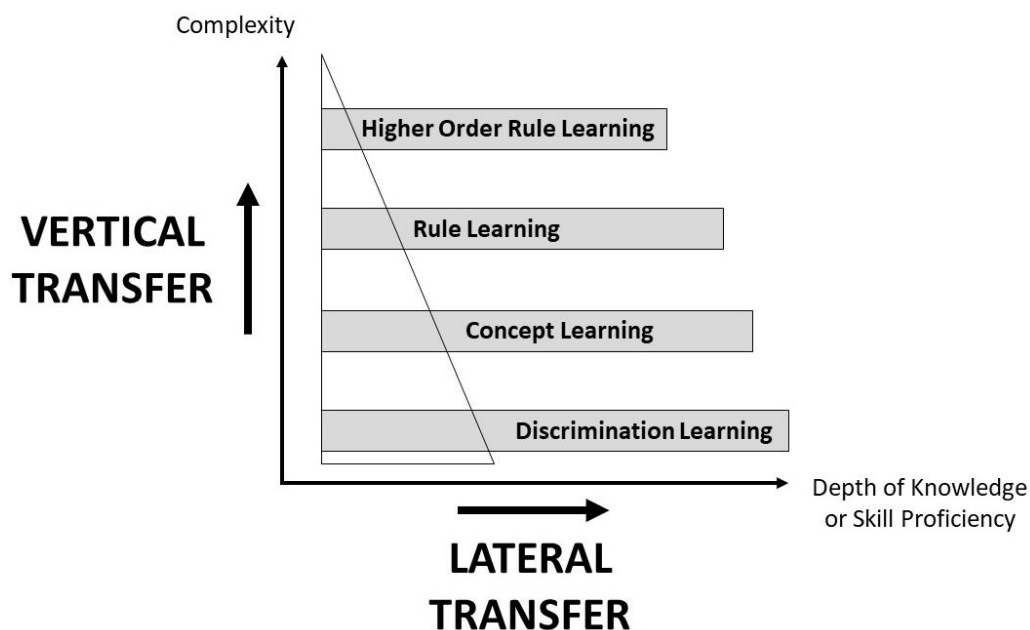 Complexity
Higher Order Rule Learning
VERTICAL
TRANSFER
Rule Learning
Concept Learning
Discrimination Learning
Depth of Knowledge
or Skill Proficiency
LATERAL
TRANSFER